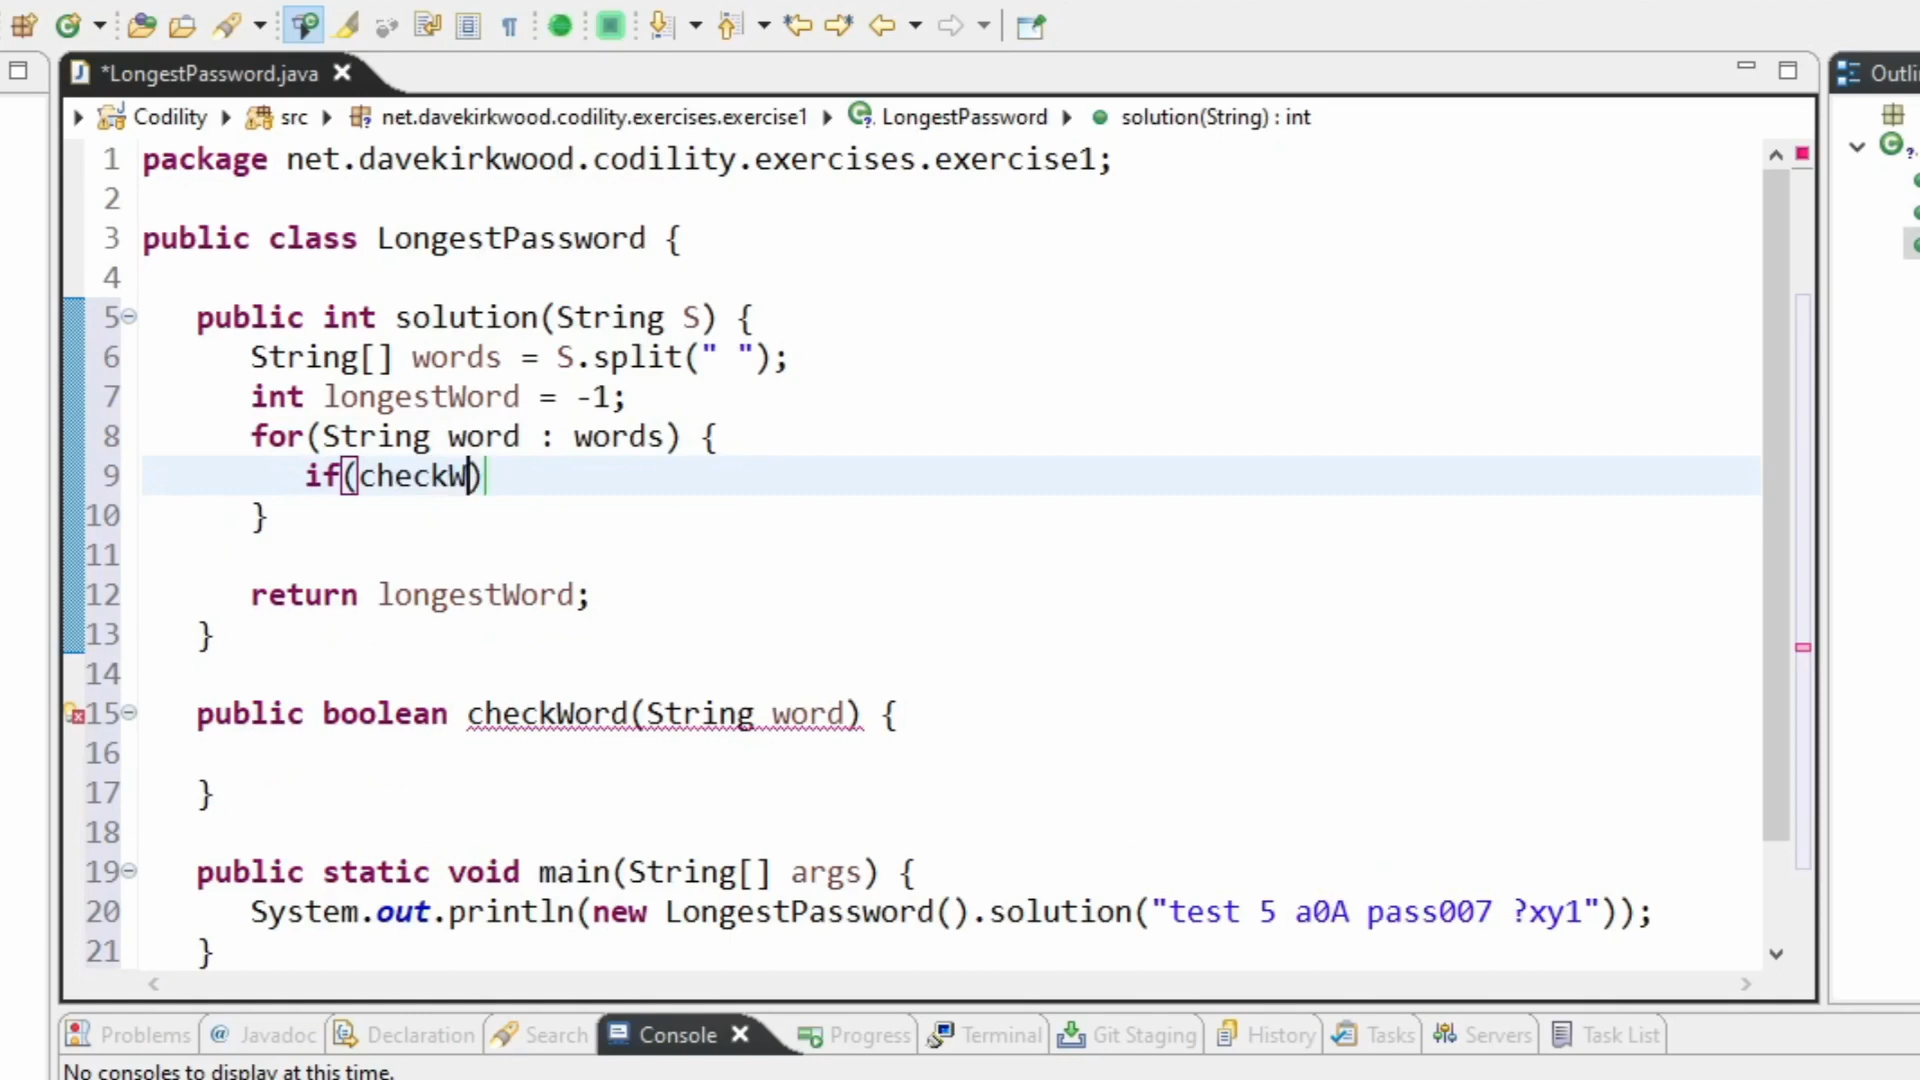 *LongestPassword.java
Outli
Codility src net.davekirkwood.codility.exercises.exercise1 LongestPassword solution(String) : int
1 package net.davekirkwood.codility.exercises.exercise1;
2
3 public class LongestPassword {
4
5 public int solution(String S) {
6 String[] words = S.split(" ");
7 int longestWord = -1;
8 for(String word : words) {
9 if(checkW)
10 }
11
12 return longestWord;
13 }
14
15 public boolean checkWord(String word) {
16
17 }
18
19 public static void main(String[] args) {
20 System.out.println(new LongestPassword().solution("test 5 a0A pass007 ?xy1"));
21 }
Problems Javadoc Declaration Search Console Progress Terminal Git Staging History Tasks Servers Task List
No consoles to display at this time.